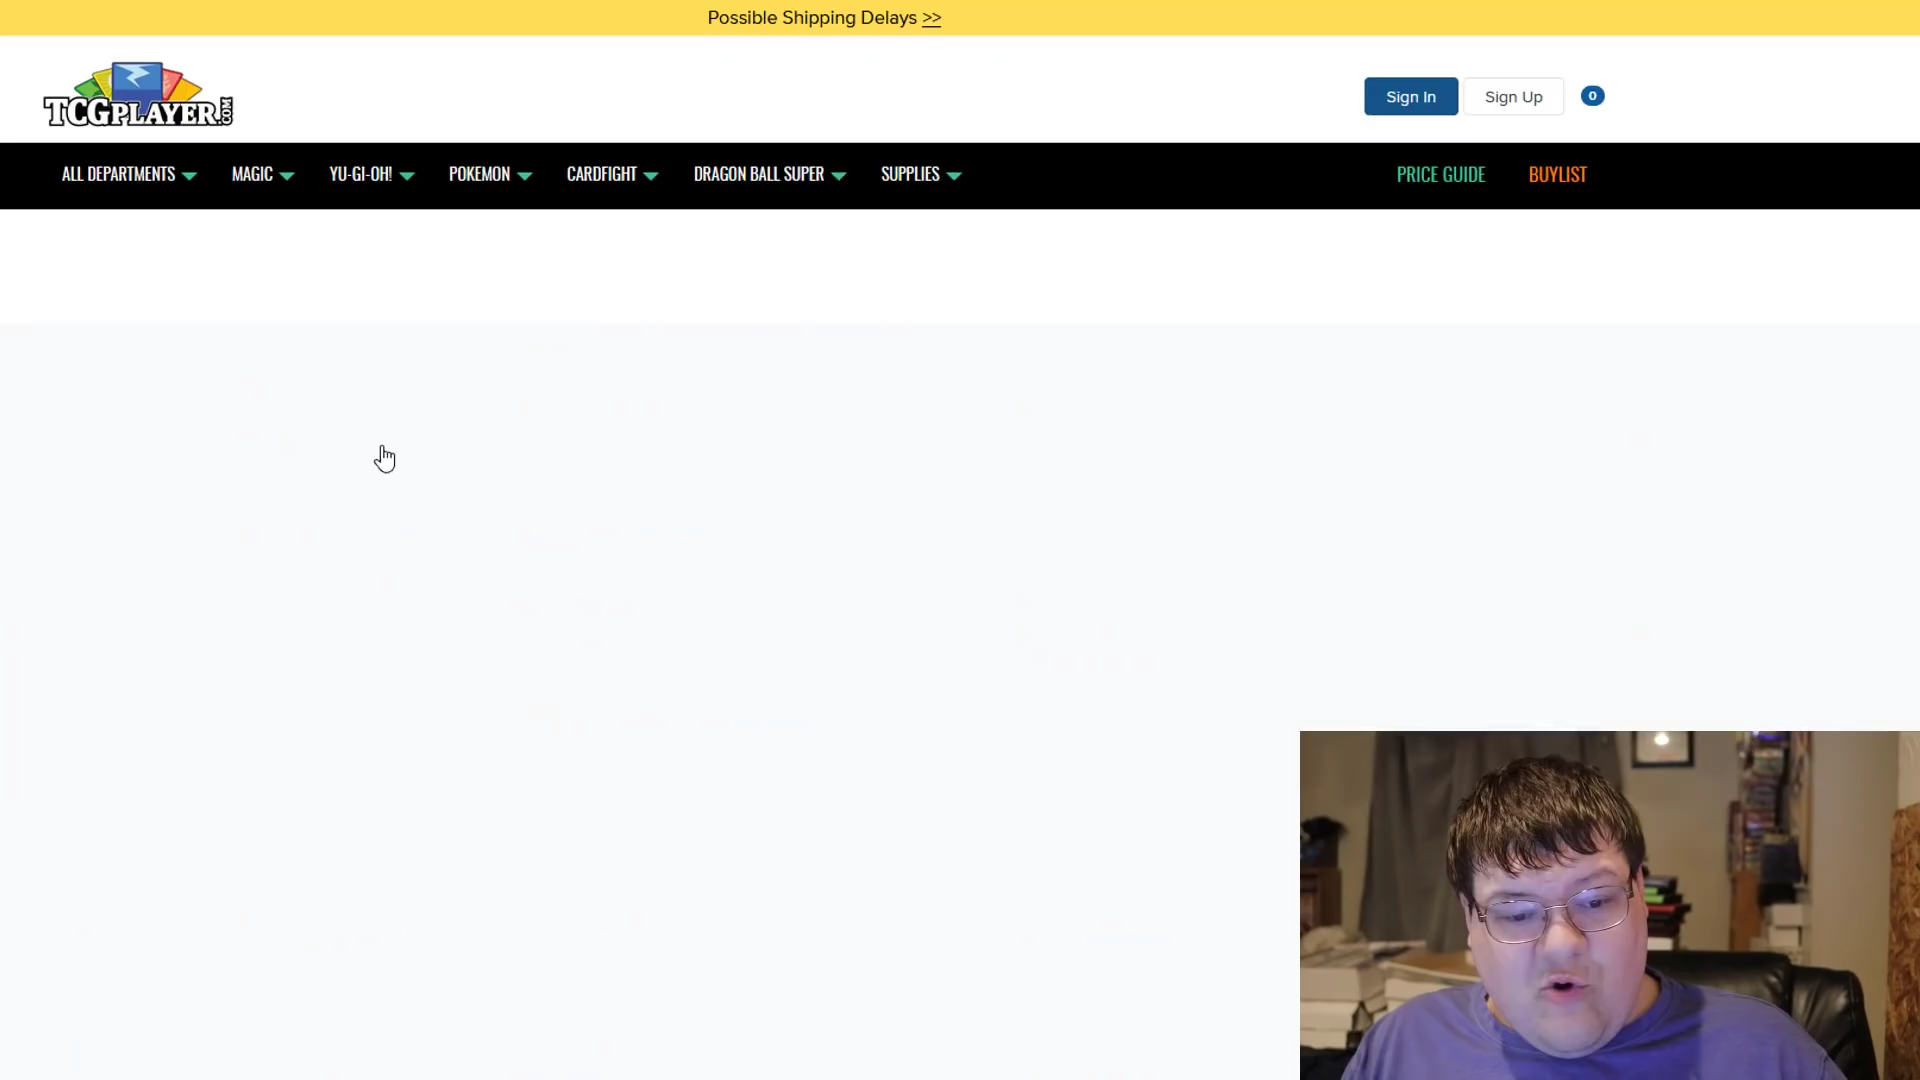 Possible Shipping Delays >>
TCGPLAYER.COM
Sign In
Sign Up
0
ALL DEPARTMENTS
MAGIC
YU-GI-OH!
POKEMON
CARDFIGHT
DRAGON BALL SUPER
SUPPLIES
PRICE GUIDE
BUYLIST